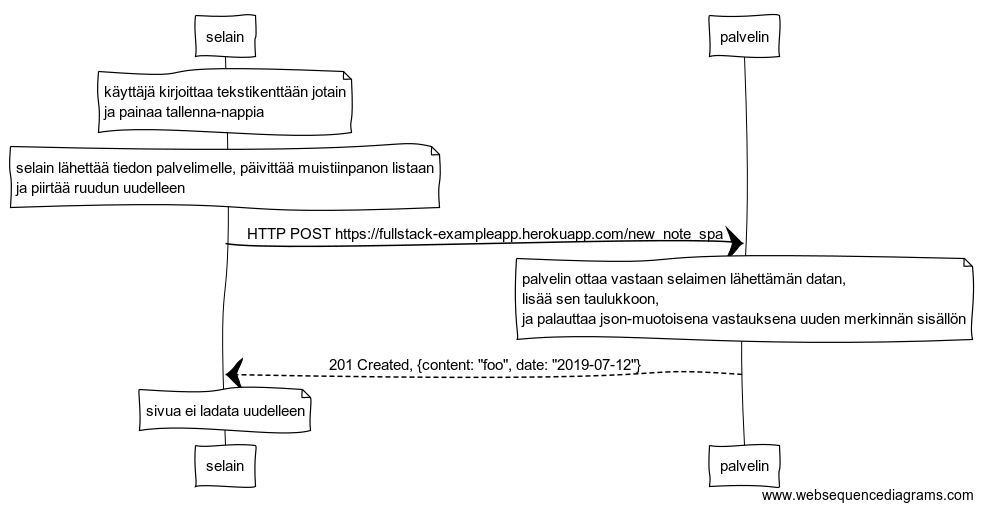 selain
palvelin
käyttäjä kirjoittaa tekstikenttään jotain
ja painaa tallenna-nappia
selain lähettää tiedon palvelimelle, päivittää muistiinpanon listaan
ja piirtää ruudun uudelleen
HTTP POST https://fullstack-exampleapp.herokuapp.com/new_note_spa
palvelin ottaa vastaan selaimen lähettämän datan,
lisää sen taulukkoon,
ja palauttaa json-muotoisena vastauksena uuden merkinnän sisällön
201 Created, {content: "foo", date: "2019-07-12"}
sivua ei ladata uudelleen
selain
palvelin
www.websequencediagrams.com